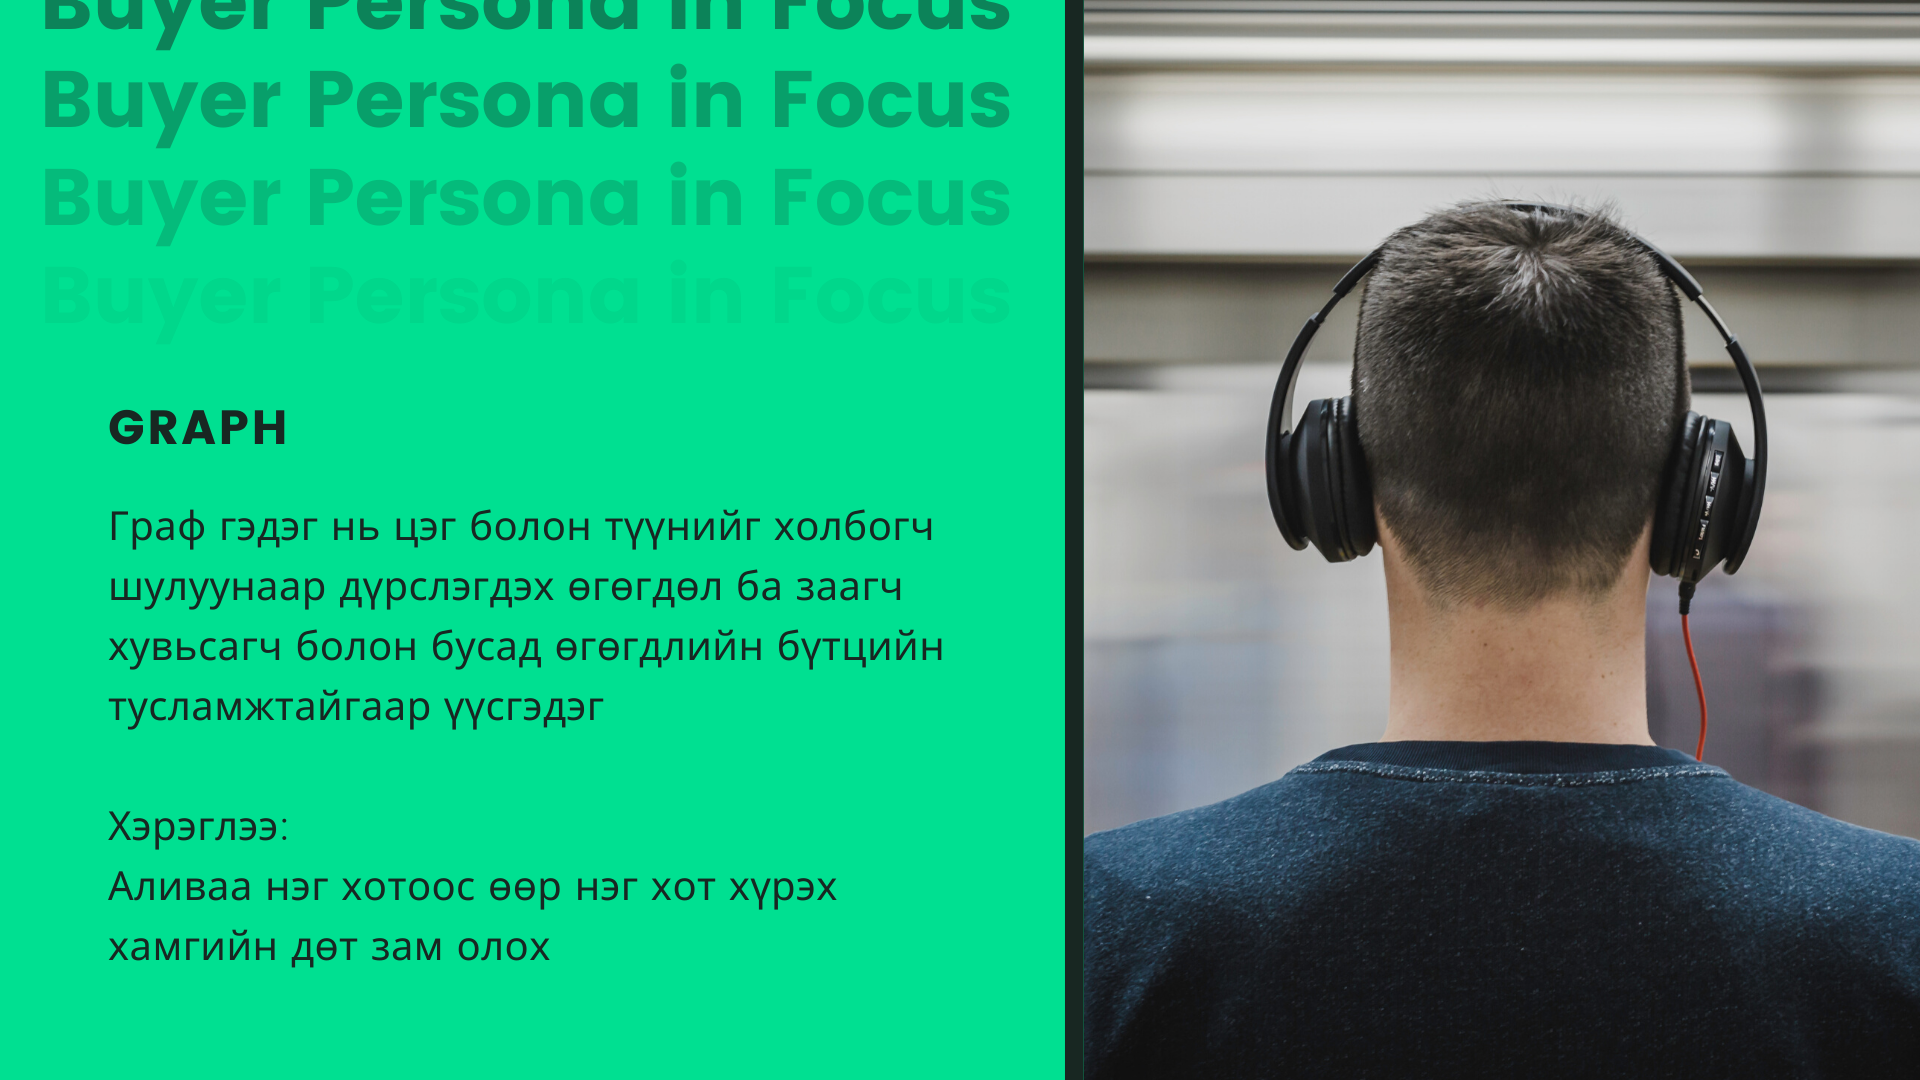 Buyer Persona in Focus
Buyer Persona in Focus
Buyer Persona in Focus
Buyer Persona in Focus
GRAPH
Граф гэдэг нь цэг болон түүнийг холбогч
шулуунаар дүрслэгдэх өгөгдөл ба заагч
хувьсагч болон бусад өгөгдлийн бүтцийн
тусламжтайгаар үүсгэдэг
Хэрэглээ:
Аливаа нэг хотоос өөр нэг хот хүрэх
хамгийн дөт зам олох